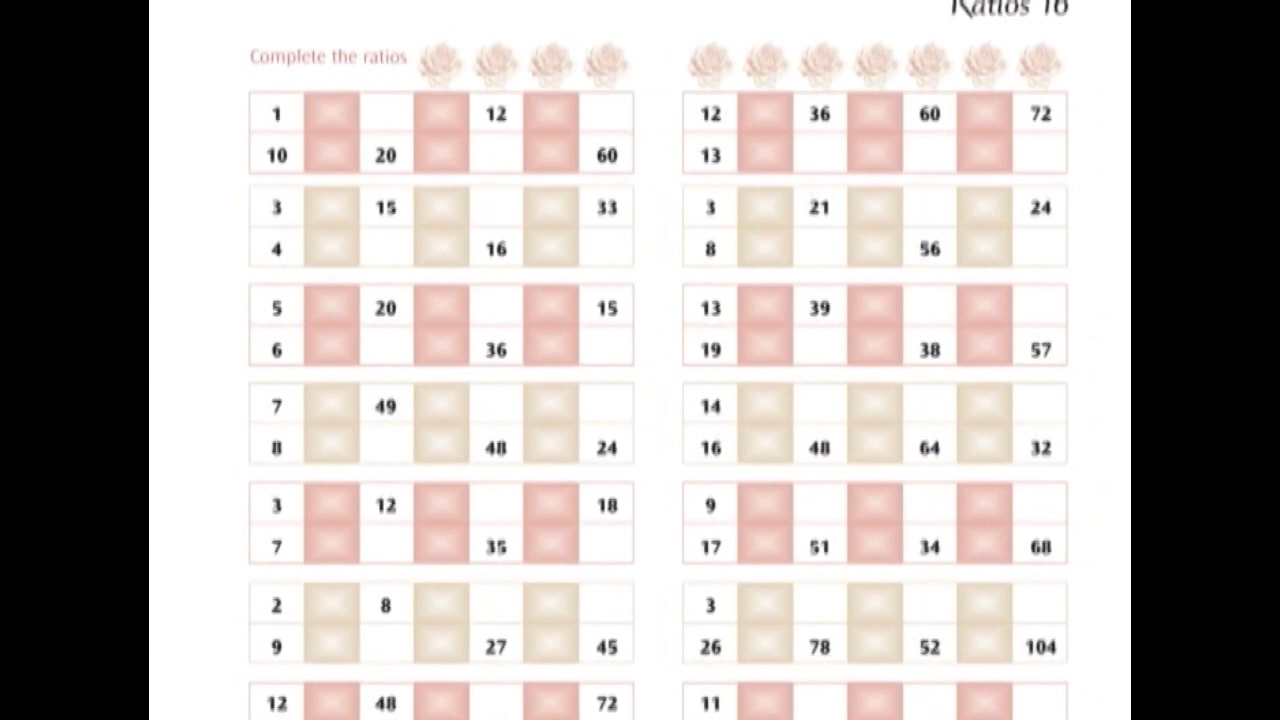 Ratios 16
Complete the ratios
1 12
10 20 60
3 15 33
4 16
5 20 15
6 36
7 49
8 48 24
3 12 18
7 35
2 8
9 27 45
12 48 72
12 36 60 72
13
3 21 24
8 56
13 39
19 38 57
14
16 48 64 32
9
17 51 34 68
3
26 78 52 104
11